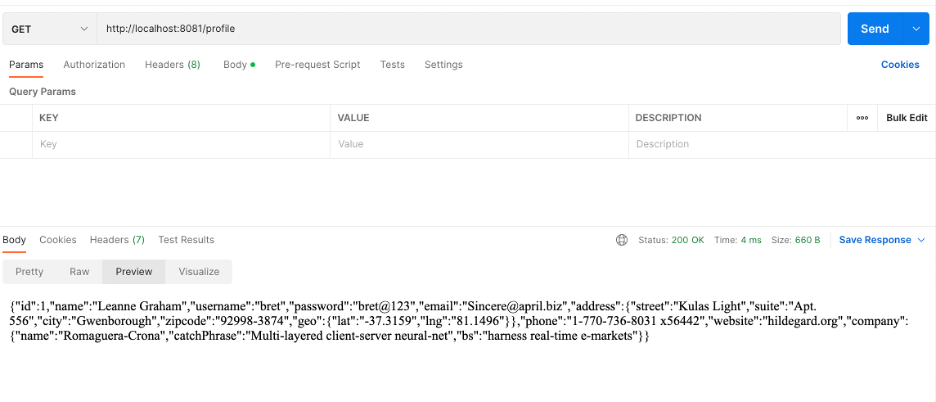 GET http://localhost:8081/profile Send
Params Authorization Headers (8) Body Pre-request Script Tests Settings Cookies
Query Params
KEY VALUE DESCRIPTION ooo Bulk Edit
Key Value Description
Body Cookies Headers (7) Test Results Status: 200 OK Time: 4 ms Size: 660 B Save Response
Pretty Raw Preview Visualize
{"id":1,"name":"Leanne Graham","username":"bret","password":"bret@123","email":"Sincere@april.biz","address":{"street":"Kulas Light","suite":"Apt.
556","city":"Gwenborough","zipcode":"92998-3874","geo":{"lat":"-37.3159","lng":"81.1496"}},"phone":"1-770-736-8031 x56442","website":"hildegard.org","company":
{"name":"Romaguera-Crona","catchPhrase":"Multi-layered client-server neural-net","bs":"harness real-time e-markets"}}